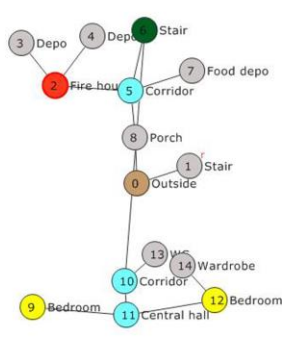 6 Stair
3 Depo
4 Depo
7 Food depo
2 Fire hou
5 Corridor
8 Porch
1 Stair
0 Outside
13 WC
14 Wardrobe
10 Corridor
12 Bedroom
9 Bedroom
11 Central hall